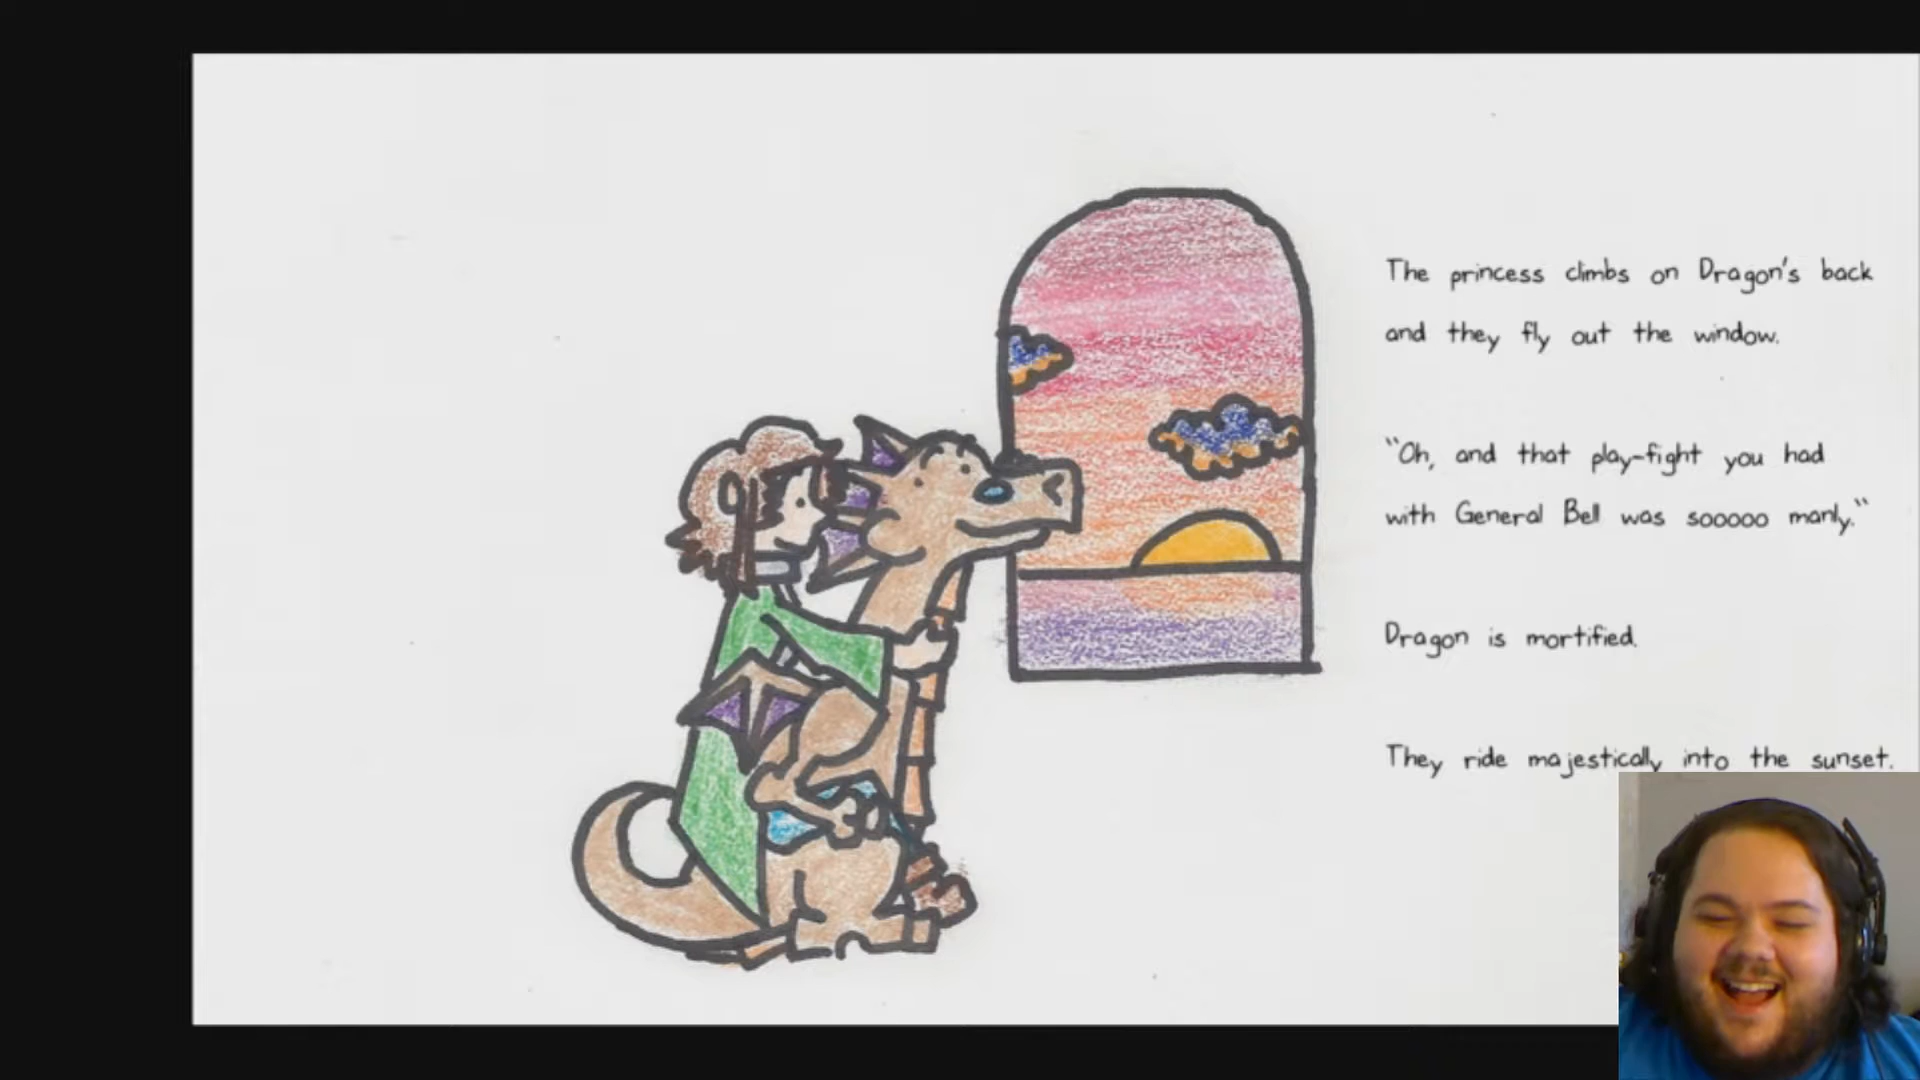 The princess climbs on Dragon's back
and they fly out the window.
"Oh, and that play-fight you had
with General Bell was sooooo manly."
Dragon is mortified.
They ride majestically into the sunset.